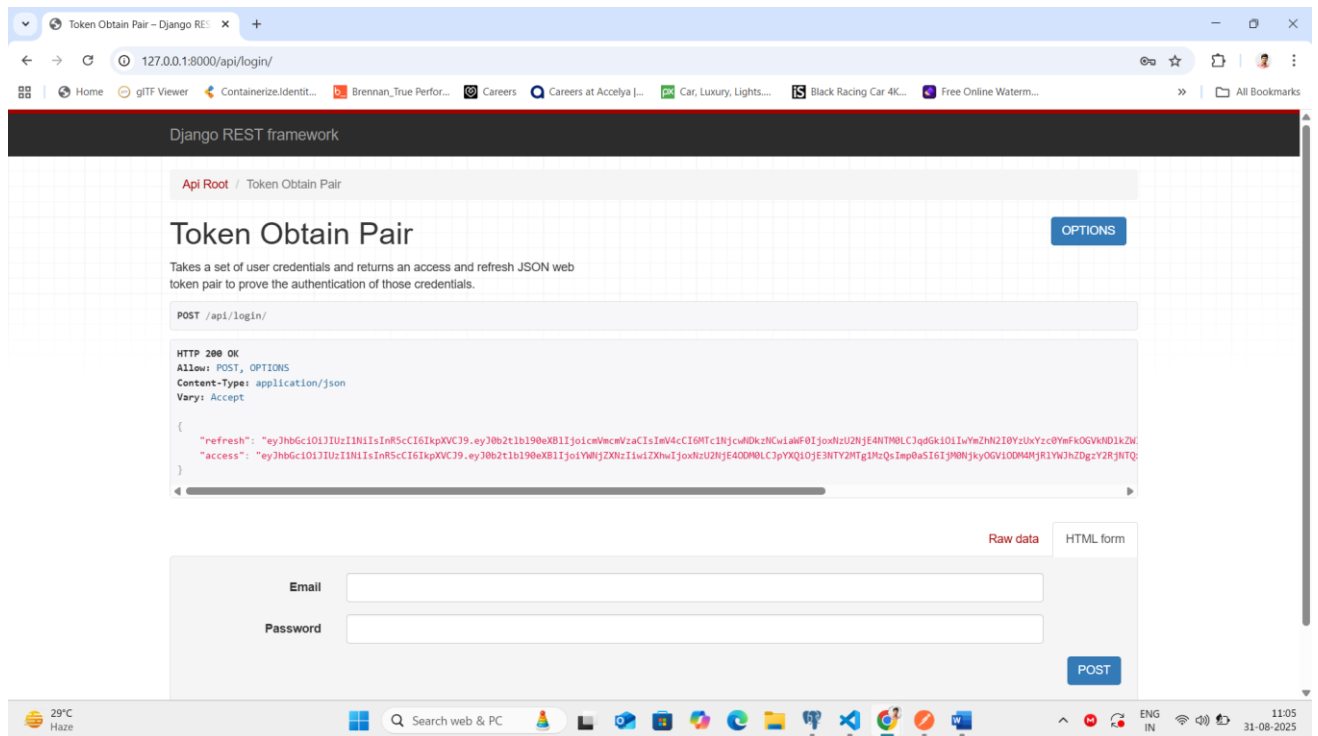 Token Obtain Pair – Django RES
127.0.0.1:8000/api/login/
Home glTF Viewer Containerize.Identit... Brennan_True Perfor... Careers Careers at Accelya |... Car, Luxury, Lights.... Black Racing Car 4K... Free Online Waterm... » All Bookmarks
Django REST framework
Api Root / Token Obtain Pair
Token Obtain Pair
OPTIONS
Takes a set of user credentials and returns an access and refresh JSON web
token pair to prove the authentication of those credentials.
POST /api/login/
HTTP 200 OK
Allow: POST, OPTIONS
Content-Type: application/json
Vary: Accept
{
"refresh":
"access":
}
Raw data HTML form
Email
Password
POST
29°C
Haze
Search web & PC
ENG
IN
11:05
31-08-2025